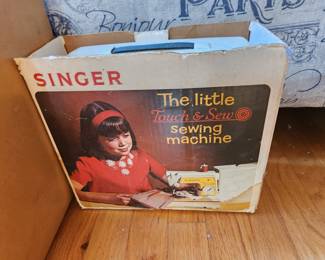 PARIS
Bonjour
SINGER
The little
Touch & Sew
sewing
machine